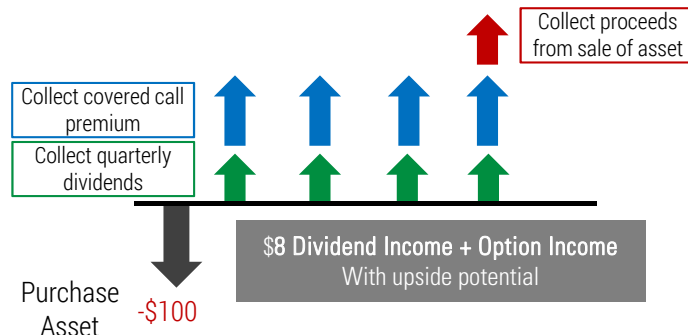 Collect proceeds
from sale of asset
Collect covered call
premium
Collect quarterly
dividends
$8 Dividend Income + Option Income
With upside potential
Purchase
Asset
-$100